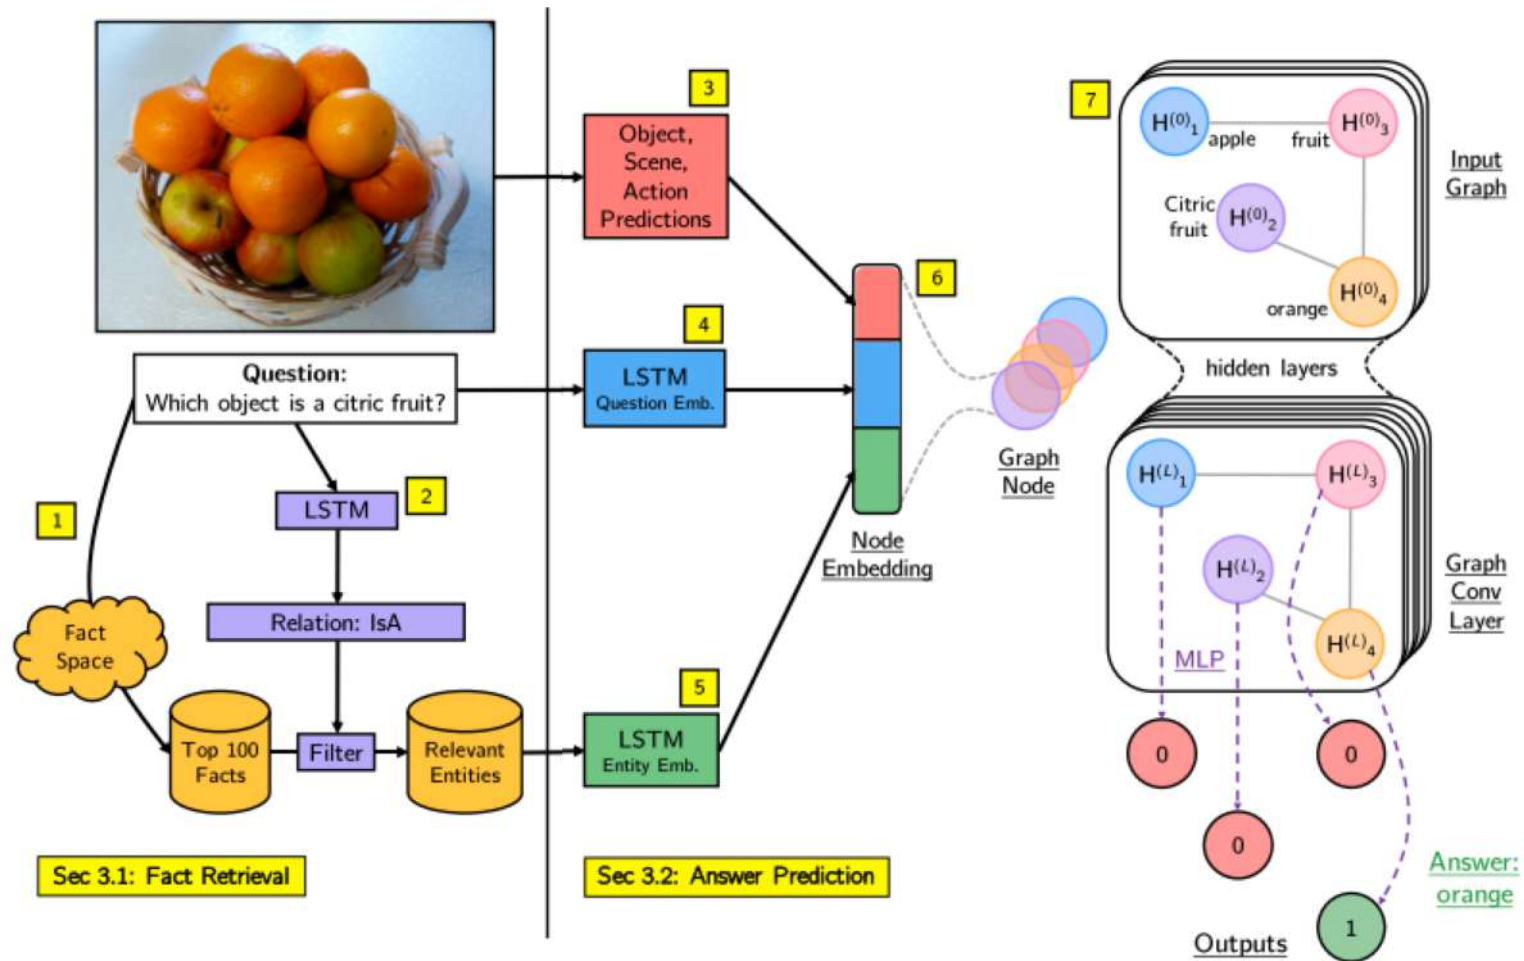 3
Object,
Scene,
Action
Predictions
4
LSTM
Question Emb.
5
LSTM
Entity Emb.
Question:
Which object is a citric fruit?
1
2
LSTM
Relation: IsA
Fact
Space
Top 100
Facts
Filter
Relevant
Entities
Sec 3.1: Fact Retrieval
Sec 3.2: Answer Prediction
6
Node
Embedding
Graph
Node
7
H(0)1
apple
fruit
H(0)3
Citric
fruit
H(0)2
orange
H(0)4
Input
Graph
hidden layers
H(L)1
H(L)3
H(L)2
H(L)4
Graph
Conv
Layer
MLP
0
0
0
1
Answer:
orange
Outputs